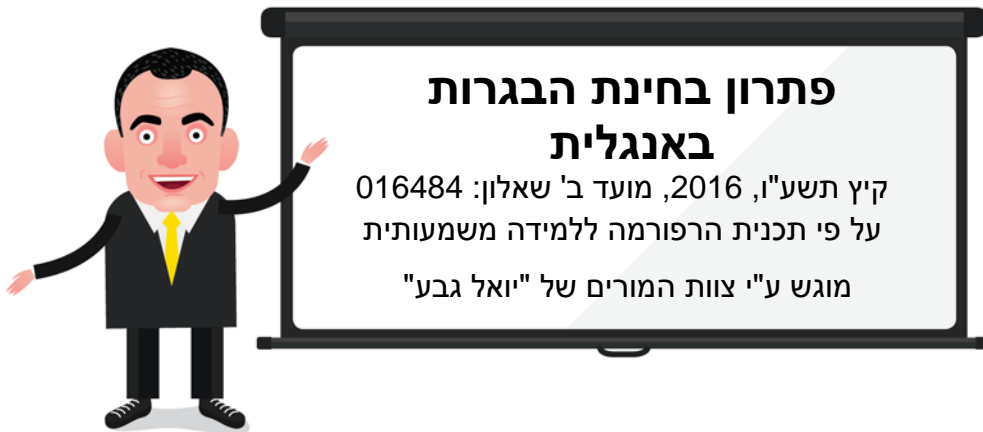 פתרון בחינת הבגרות
באנגלית
קיץ תשע"ו, 2016, מועד ב' שאלון: 016484
על פי תכנית הרפורמה ללמידה משמעותית
מוגש ע"י צוות המורים של "יואל גבע"